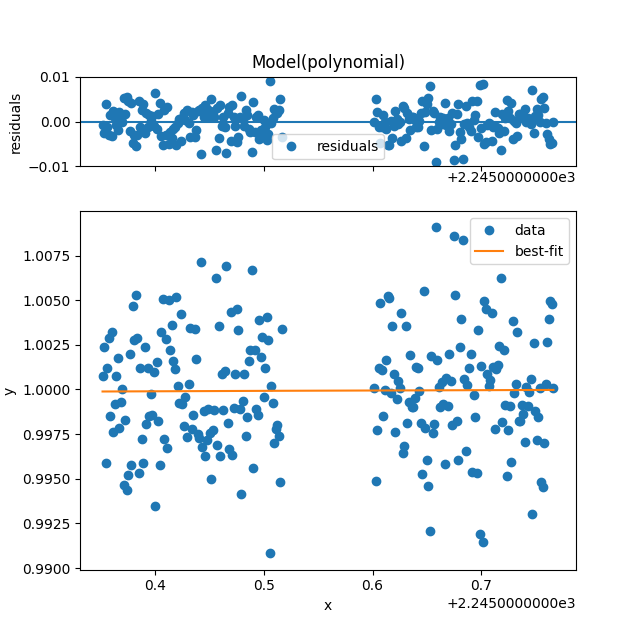 Model(polynomial)
0.01
0.00
−0.01
residuals
residuals
+2.2450000000e3
1.0075
1.0050
1.0025
1.0000
0.9975
0.9950
0.9925
0.9900
y
data
best-fit
0.4 0.5 0.6 0.7
x
+2.2450000000e3